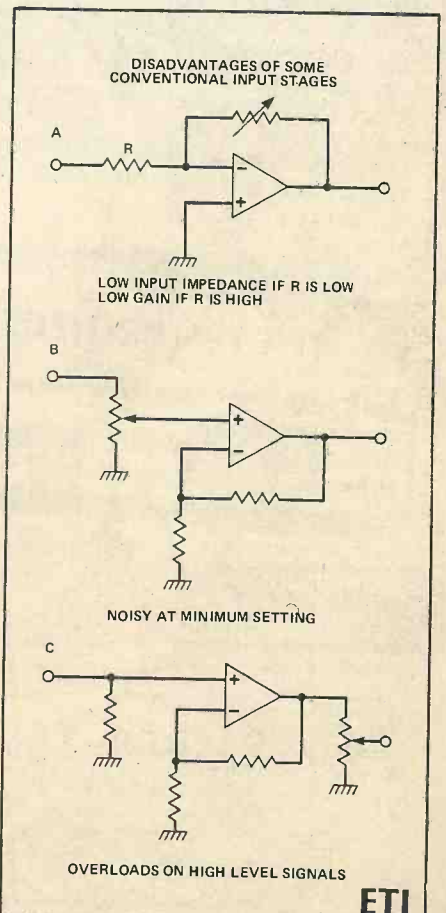 DISADVANTAGES OF SOME
CONVENTIONAL INPUT STAGES
A
R
−
+
LOW INPUT IMPEDANCE IF R IS LOW
LOW GAIN IF R IS HIGH
B
+
−
NOISY AT MINIMUM SETTING
C
+
−
OVERLOADS ON HIGH LEVEL SIGNALS
ETI